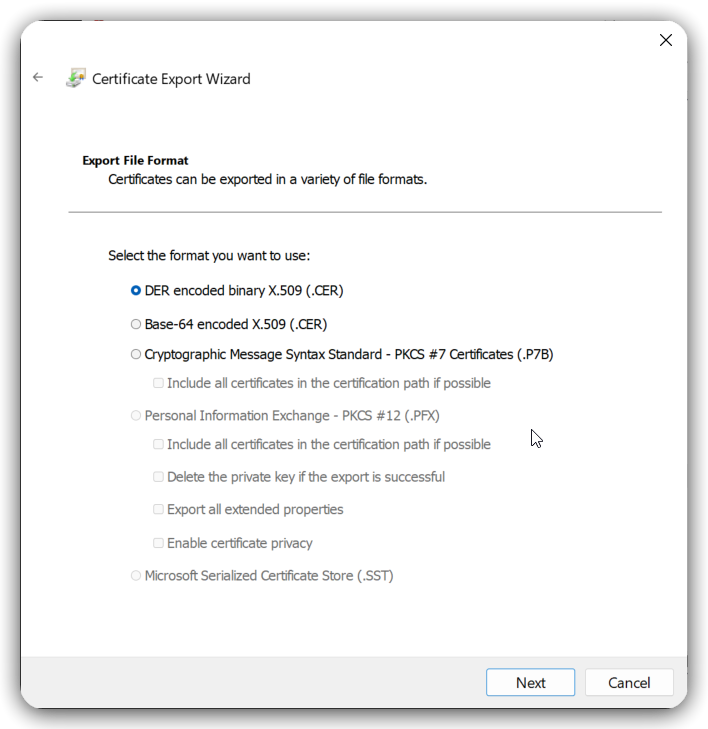 Certificate Export Wizard
Export File Format
Certificates can be exported in a variety of file formats.
Select the format you want to use:
DER encoded binary X.509 (.CER)
Base-64 encoded X.509 (.CER)
Cryptographic Message Syntax Standard - PKCS #7 Certificates (.P7B)
Include all certificates in the certification path if possible
Personal Information Exchange - PKCS #12 (.PFX)
Include all certificates in the certification path if possible
Delete the private key if the export is successful
Export all extended properties
Enable certificate privacy
Microsoft Serialized Certificate Store (.SST)
Next Cancel